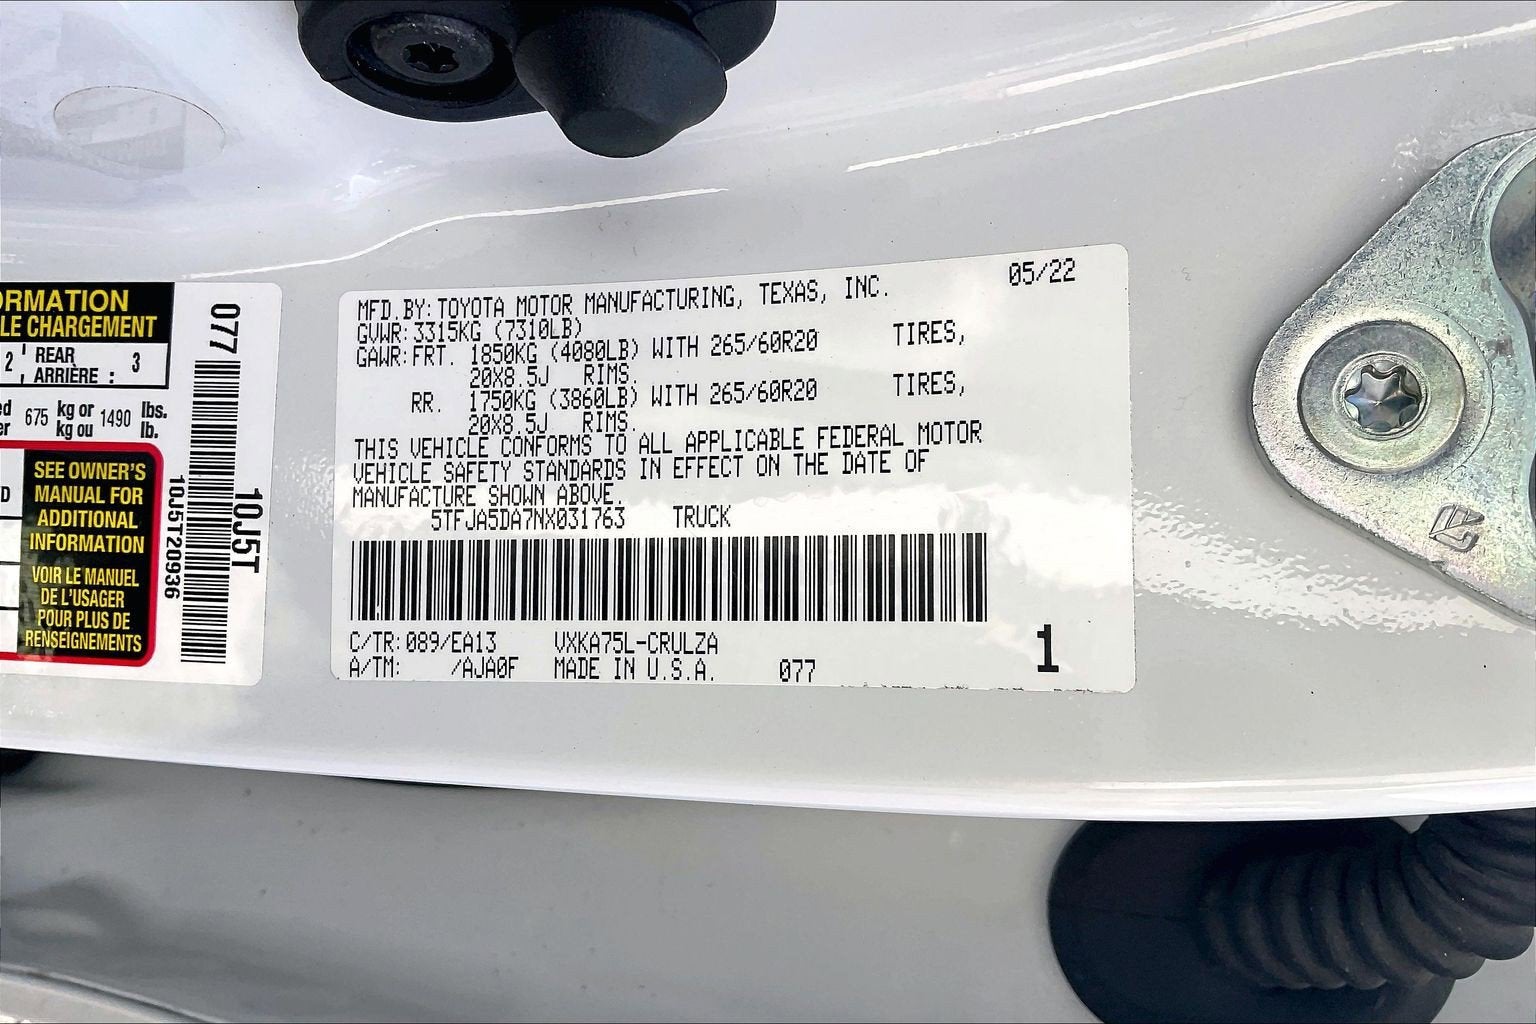 ORMATION
LE CHARGEMENT
2
REAR
ARRIÈRE :
3
675
kg or
kg ou
1490
lbs.
lb.
SEE OWNER'S
MANUAL FOR
ADDITIONAL
INFORMATION
VOIR LE MANUEL
DE L'USAGER
POUR PLUS DE
RENSEIGNEMENTS
077
10J5T
10J5T20936
MFD.BY:TOYOTA MOTOR MANUFACTURING, TEXAS, INC. 05/22
GVWR:3315KG (7310LB)
GAWR:FRT. 1850KG (4080LB) WITH 265/60R20 TIRES,
20X8.5J RIMS.
RR. 1750KG (3860LB) WITH 265/60R20 TIRES,
20X8.5J RIMS.
THIS VEHICLE CONFORMS TO ALL APPLICABLE FEDERAL MOTOR
VEHICLE SAFETY STANDARDS IN EFFECT ON THE DATE OF
MANUFACTURE SHOWN ABOVE.
5TFJA5DA7NX031763 TRUCK
C/TR:089/EA13 VXKA75L-CRULZA
A/TM: /AJA0F MADE IN U.S.A. 077
1